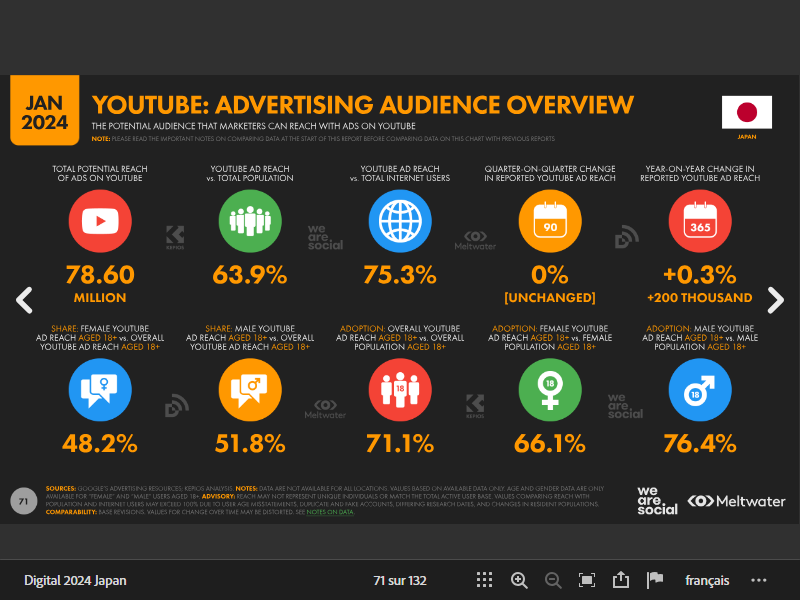 JAN
2024
YOUTUBE: ADVERTISING AUDIENCE OVERVIEW
THE POTENTIAL AUDIENCE THAT MARKETERS CAN REACH WITH ADS ON YOUTUBE
NOTE: PLEASE READ THE IMPORTANT NOTES ON COMPARING DATA AT THE START OF THIS REPORT BEFORE COMPARING DATA ON THIS CHART WITH PREVIOUS REPORTS
JAPAN
TOTAL POTENTIAL REACH
OF ADS ON YOUTUBE
78.60
MILLION
YOUTUBE AD REACH
vs. TOTAL POPULATION
63.9%
YOUTUBE AD REACH
vs. TOTAL INTERNET USERS
75.3%
QUARTER-ON-QUARTER CHANGE
IN REPORTED YOUTUBE AD REACH
90
0%
[UNCHANGED]
YEAR-ON-YEAR CHANGE IN
REPORTED YOUTUBE AD REACH
365
+0.3%
+200 THOUSAND
KEPIOS
we
are.
social
Meltwater
SHARE: FEMALE YOUTUBE
AD REACH AGED 18+ vs. OVERALL
YOUTUBE AD REACH AGED 18+
48.2%
SHARE: MALE YOUTUBE
AD REACH AGED 18+ vs. OVERALL
YOUTUBE AD REACH AGED 18+
51.8%
ADOPTION: OVERALL YOUTUBE
AD REACH AGED 18+ vs. OVERALL
POPULATION AGED 18+
18
71.1%
ADOPTION: FEMALE YOUTUBE
AD REACH AGED 18+ vs. FEMALE
POPULATION AGED 18+
18
66.1%
ADOPTION: MALE YOUTUBE
AD REACH AGED 18+ vs. MALE
POPULATION AGED 18+
18
76.4%
Meltwater
KEPIOS
we
are.
social
71
SOURCES: GOOGLE'S ADVERTISING RESOURCES; KEPIOS ANALYSIS. NOTES: DATA ARE NOT AVAILABLE FOR ALL LOCATIONS. VALUES BASED ON AVAILABLE DATA ONLY. AGE AND GENDER DATA ARE ONLY
AVAILABLE FOR "FEMALE" AND "MALE" USERS AGED 18+. ADVISORY: REACH MAY NOT REPRESENT UNIQUE INDIVIDUALS OR MATCH THE TOTAL ACTIVE USER BASE. VALUES COMPARING REACH WITH
POPULATION AND INTERNET USERS MAY EXCEED 100% DUE TO USER AGE MISSTATEMENTS, DUPLICATE AND FAKE ACCOUNTS, DIFFERING RESEARCH DATES, AND CHANGES IN RESIDENT POPULATIONS.
COMPARABILITY: BASE REVISIONS. VALUES FOR CHANGE OVER TIME MAY BE DISTORTED. SEE NOTES ON DATA.
we
are.
social
Meltwater
Digital 2024 Japan
71 sur 132
français